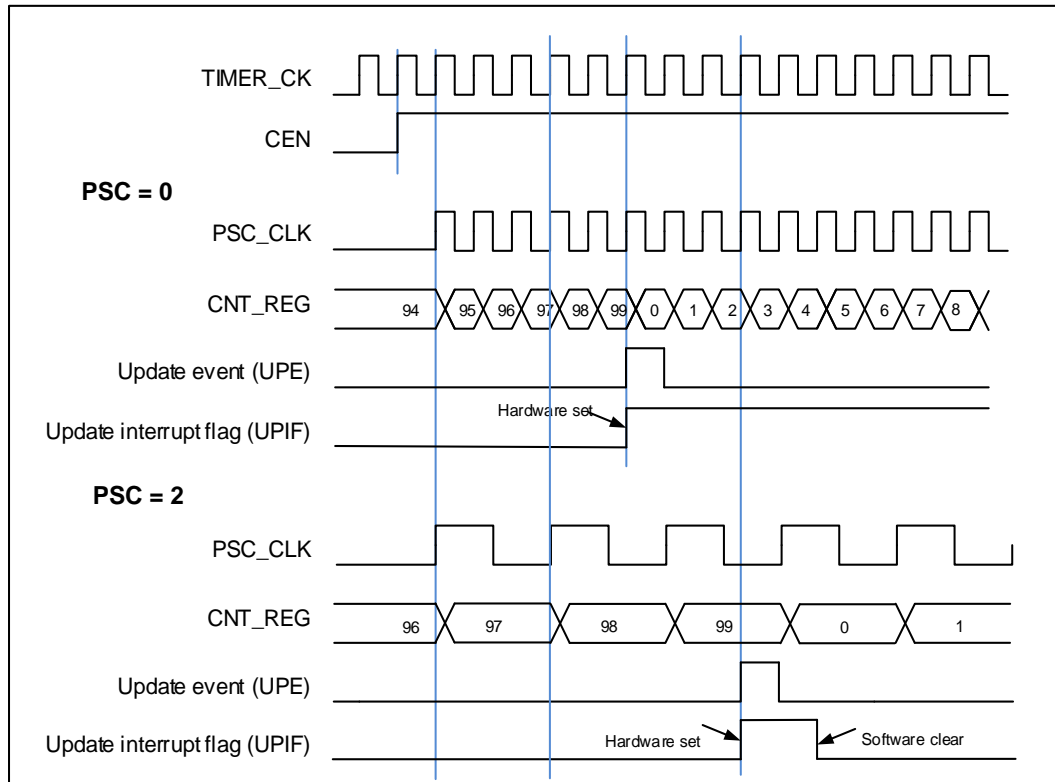 TIMER_CK
CEN
PSC = 0
PSC_CLK
CNT_REG 94 95 96 97 98 99 0 1 2 3 4 5 6 7 8
Update event (UPE)
Hardware set
Update interrupt flag (UPIF)
PSC = 2
PSC_CLK
CNT_REG 96 97 98 99 0 1
Update event (UPE)
Update interrupt flag (UPIF) Hardware set Software clear